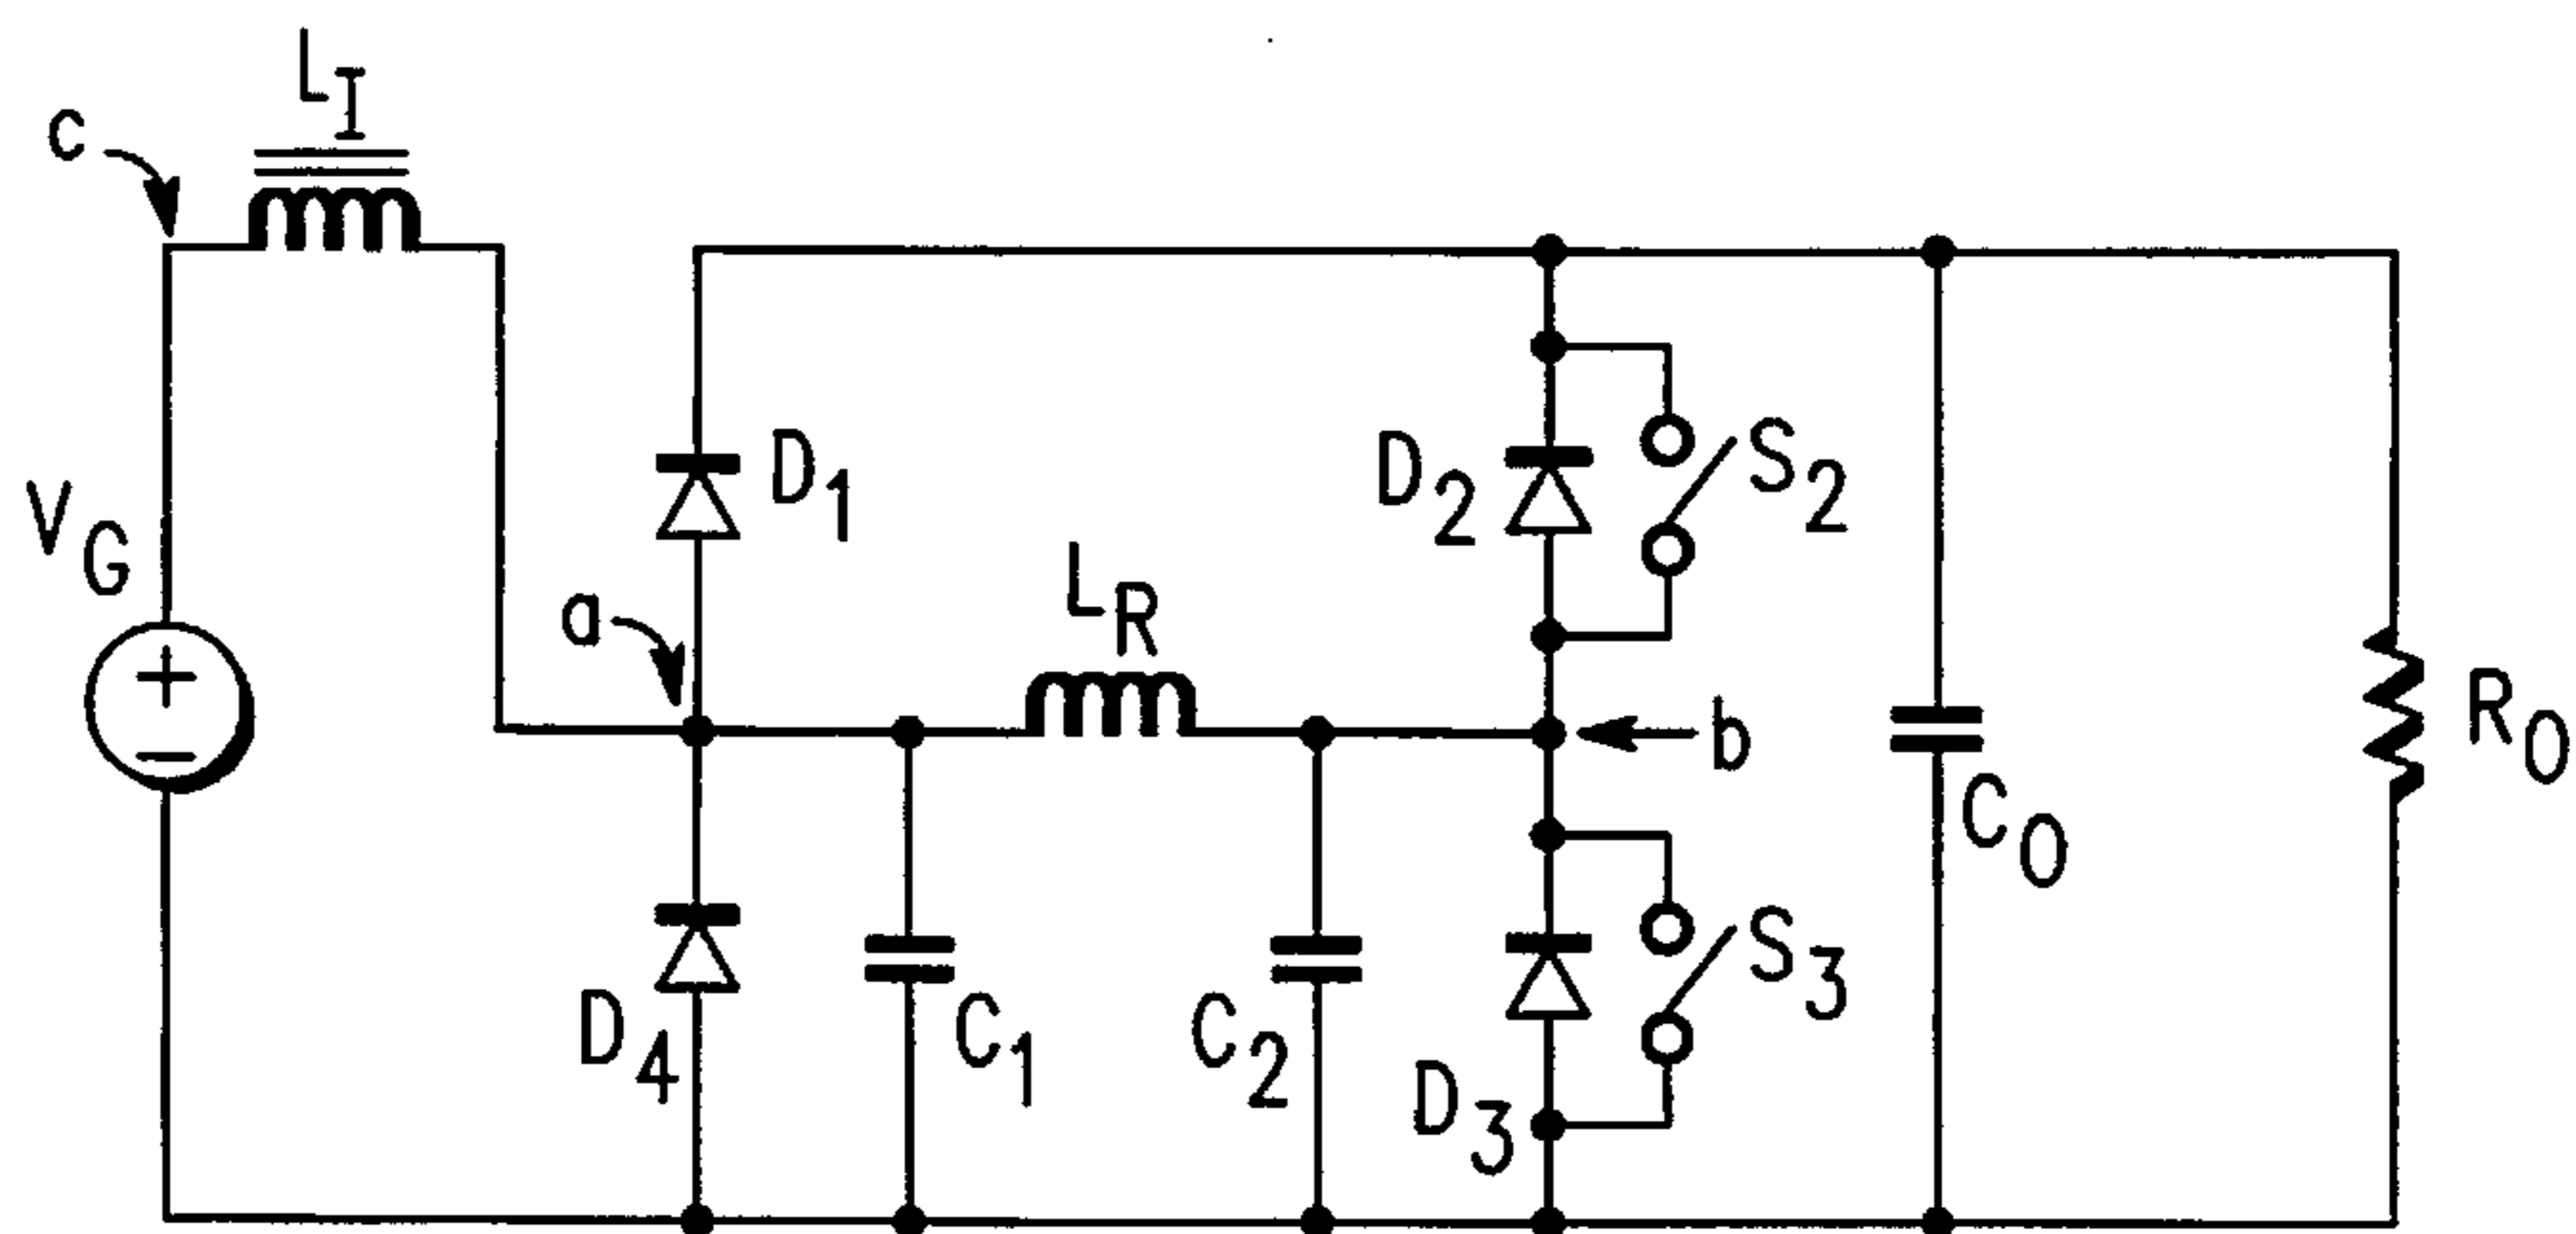 L_I
c
V_G
+
−
D_1
a
L_R
D_2
S_2
b
R_O
C_O
D_4
C_1
C_2
D_3
S_3